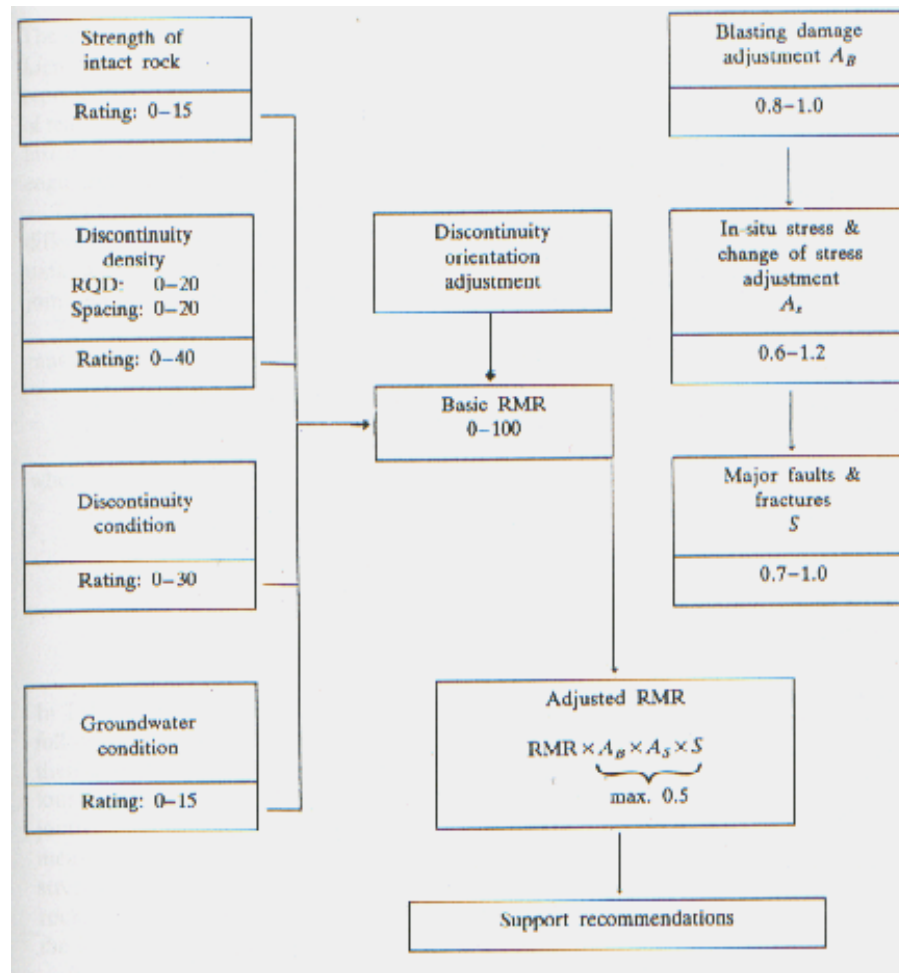 Strength of
intact rock
Rating: 0–15
Discontinuity
density
RQD: 0–20
Spacing: 0–20
Rating: 0–40
Discontinuity
condition
Rating: 0–30
Groundwater
condition
Rating: 0–15
Discontinuity
orientation
adjustment
Basic RMR
0–100
Blasting damage
adjustment A_B
0.8–1.0
In-situ stress &
change of stress
adjustment
A_s
0.6–1.2
Major faults &
fractures
S
0.7–1.0
Adjusted RMR
RMR × A_B × A_S × S
max. 0.5
Support recommendations